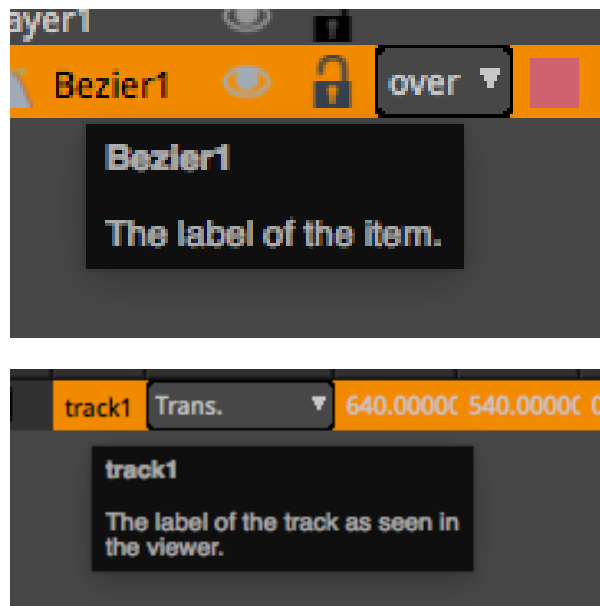 ayer1
Bezier1 over
Bezier1
The label of the item.
track1 Trans. 640.0000 540.0000
track1
The label of the track as seen in
the viewer.